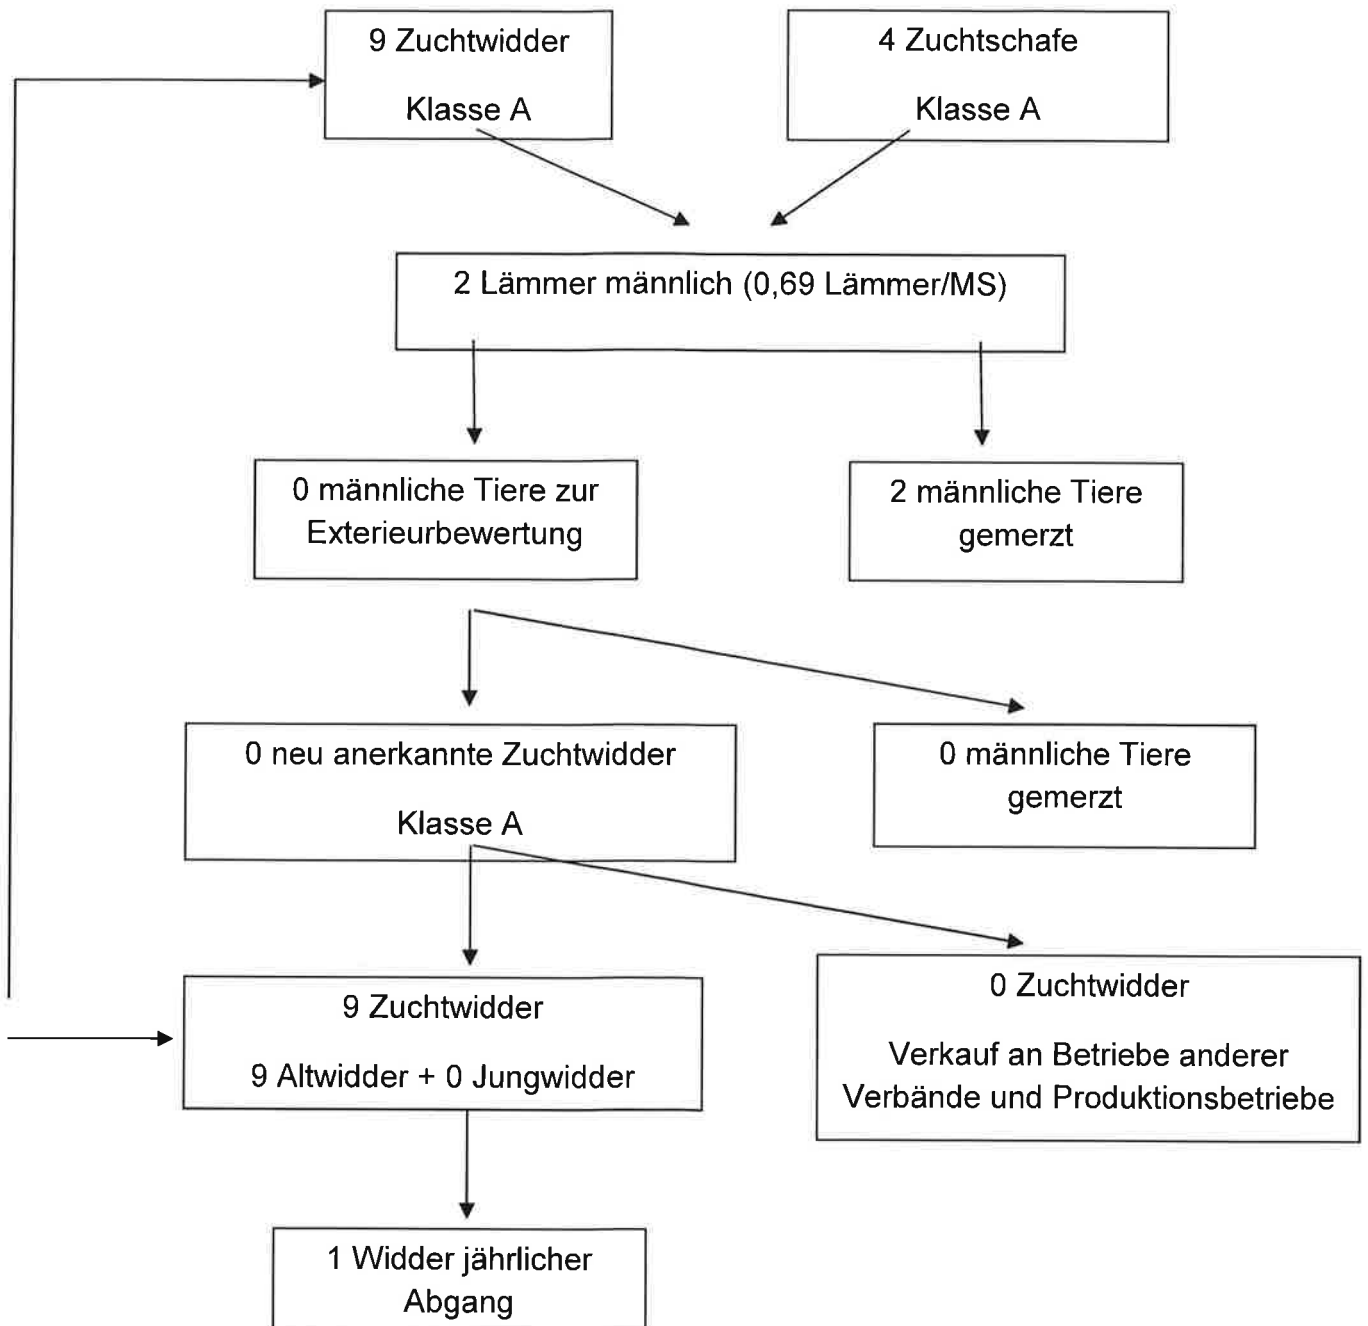 9 Zuchtwidder
Klasse A
4 Zuchtschafe
Klasse A
2 Lämmer männlich (0,69 Lämmer/MS)
0 männliche Tiere zur
Exterieurbewertung
2 männliche Tiere
gemerzt
0 neu anerkannte Zuchtwidder
Klasse A
0 männliche Tiere
gemerzt
9 Zuchtwidder
9 Altwidder + 0 Jungwidder
0 Zuchtwidder
Verkauf an Betriebe anderer
Verbände und Produktionsbetriebe
1 Widder jährlicher
Abgang